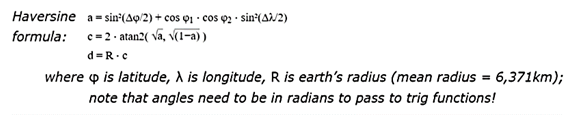 Haversine a = sin²(Δφ/2) + cos φ₁ ⋅ cos φ₂ ⋅ sin²(Δλ/2)
formula: c = 2 ⋅ atan2( √a, √(1−a) )
d = R ⋅ c
where φ is latitude, λ is longitude, R is earth’s radius (mean radius = 6,371km);
note that angles need to be in radians to pass to trig functions!